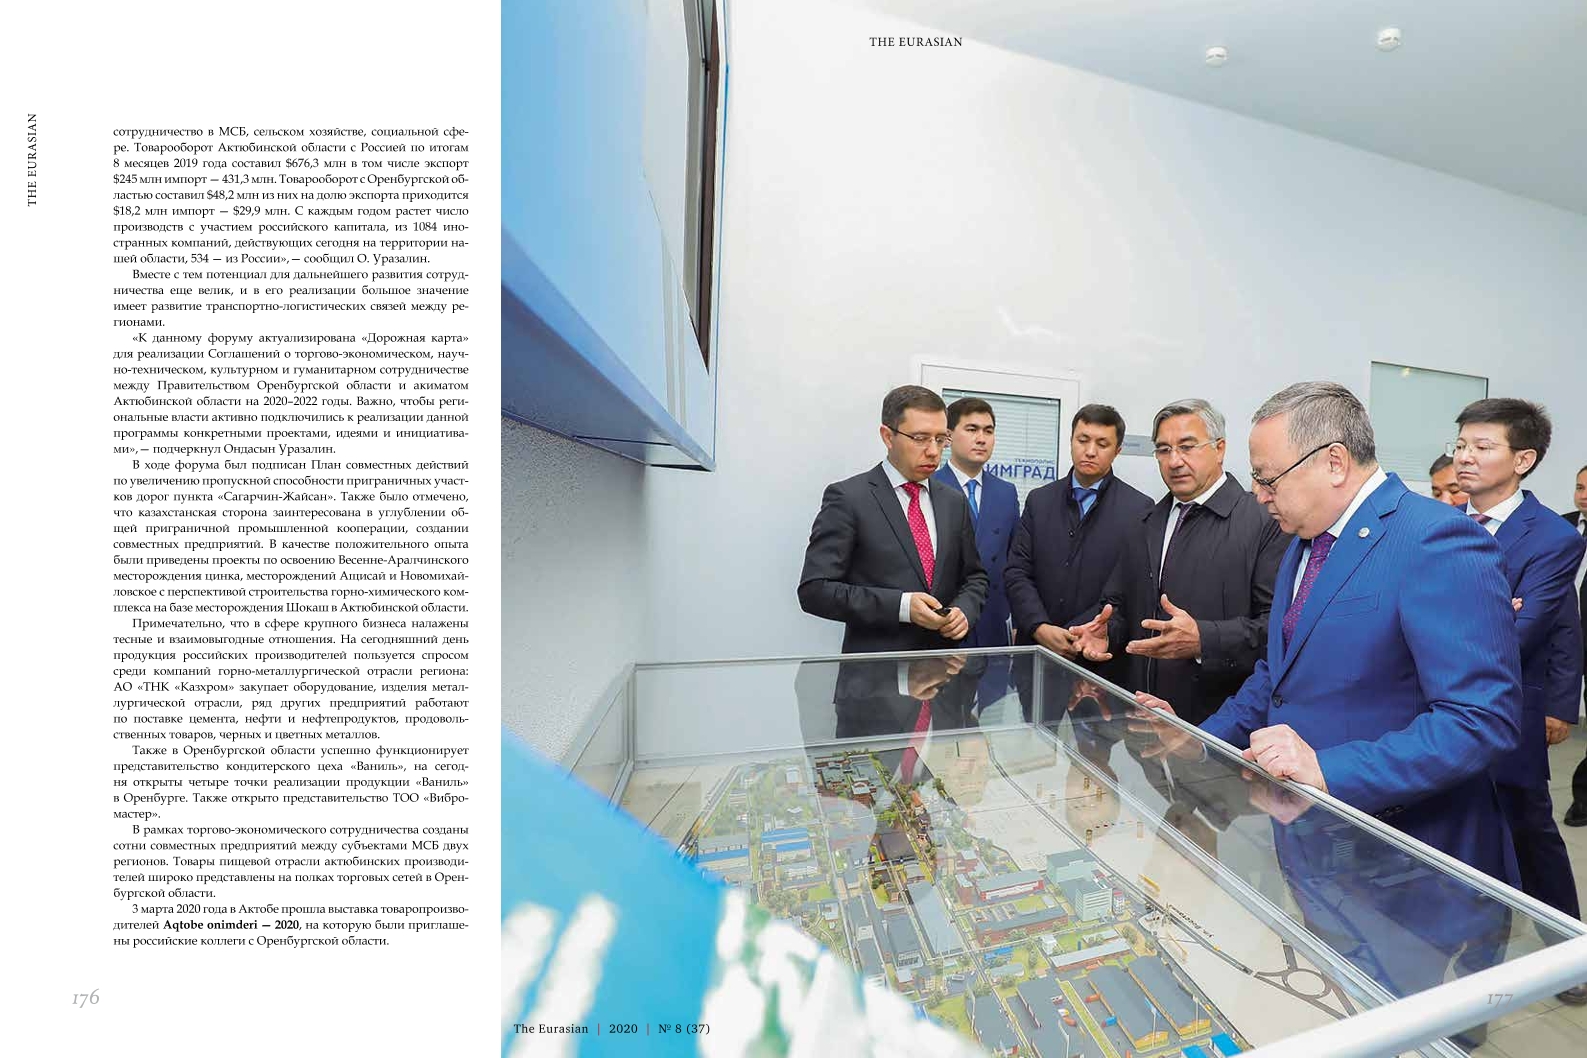 THE EURASIAN
сотрудничество в МСБ, сельском хозяйстве, социальной сфе-
ре. Товарооборот Актюбинской области с Россией по итогам
8 месяцев 2019 года составил $676,3 млн в том числе экспорт
$245 млн импорт — 431,3 млн. Товарооборот с Оренбургской об-
ластью составил $48,2 млн из них на долю экспорта приходится
$18,2 млн импорт — $29,9 млн. С каждым годом растет число
производств с участием российского капитала, из 1084 ино-
странных компаний, действующих сегодня на территории на-
шей области, 534 — из России», — сообщил О. Уразалин.
Вместе с тем потенциал для дальнейшего развития сотруд-
ничества еще велик, и в его реализации большое значение
имеет развитие транспортно-логистических связей между ре-
гионами.
«К данному форуму актуализирована «Дорожная карта»
для реализации Соглашений о торгово-экономическом, науч-
но-техническом, культурном и гуманитарном сотрудничестве
между Правительством Оренбургской области и акиматом
Актюбинской области на 2020–2022 годы. Важно, чтобы реги-
ональные власти активно подключились к реализации данной
программы конкретными проектами, идеями и инициатива-
ми», — подчеркнул Ондасын Уразалин.
В ходе форума был подписан План совместных действий
по увеличению пропускной способности приграничных участ-
ков дорог пункта «Сагарчин-Жайсан». Также было отмечено,
что казахстанская сторона заинтересована в углублении об-
щей приграничной промышленной кооперации, создании
совместных предприятий. В качестве положительного опыта
были приведены проекты по освоению Весенне-Аралчинского
месторождения цинка, месторождений Ащисай и Новомихай-
ловское с перспективой строительства горно-химического ком-
плекса на базе месторождения Шокаш в Актюбинской области.
Примечательно, что в сфере крупного бизнеса налажены
тесные и взаимовыгодные отношения. На сегодняшний день
продукция российских производителей пользуется спросом
среди компаний горно-металлургической отрасли региона:
АО «ТНК «Казхром» закупает оборудование, изделия метал-
лургической отрасли, ряд других предприятий работают
по поставке цемента, нефти и нефтепродуктов, продоволь-
ственных товаров, черных и цветных металлов.
Также в Оренбургской области успешно функционирует
представительство кондитерского цеха «Ваниль», на сегод-
ня открыты четыре точки реализации продукции «Ваниль»
в Оренбурге. Также открыто представительство ТОО «Вибро-
мастер».
В рамках торгово-экономического сотрудничества созданы
сотни совместных предприятий между субъектами МСБ двух
регионов. Товары пищевой отрасли актюбинских производи-
телей широко представлены на полках торговых сетей в Орен-
бургской области.
3 марта 2020 года в Актобе прошла выставка товаропроизво-
дителей Aqtobe onimderi — 2020, на которую были приглаше-
ны российские коллеги с Оренбургской области.
176
THE EURASIAN
ТЕХНОПОЛИС
ИМГРАД
177
The Eurasian | 2020 | № 8 (37)